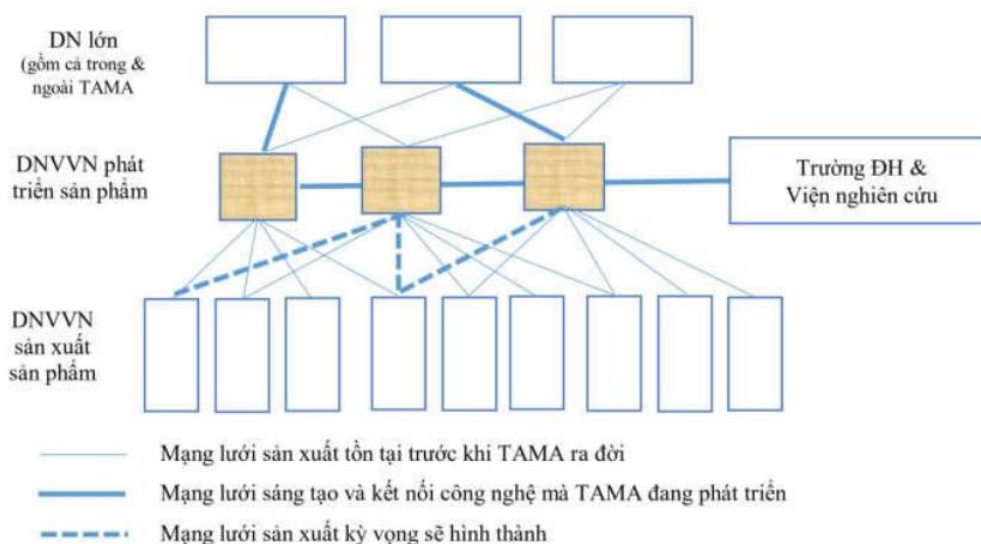 DN lớn
(gồm cả trong &
ngoài TAMA
DNVVN phát
triển sản phẩm
Trường ĐH &
Viện nghiên cứu
DNVVN
sản xuất
sản phẩm
Mạng lưới sản xuất tồn tại trước khi TAMA ra đời
Mạng lưới sáng tạo và kết nối công nghệ mà TAMA đang phát triển
Mạng lưới sản xuất kỳ vọng sẽ hình thành